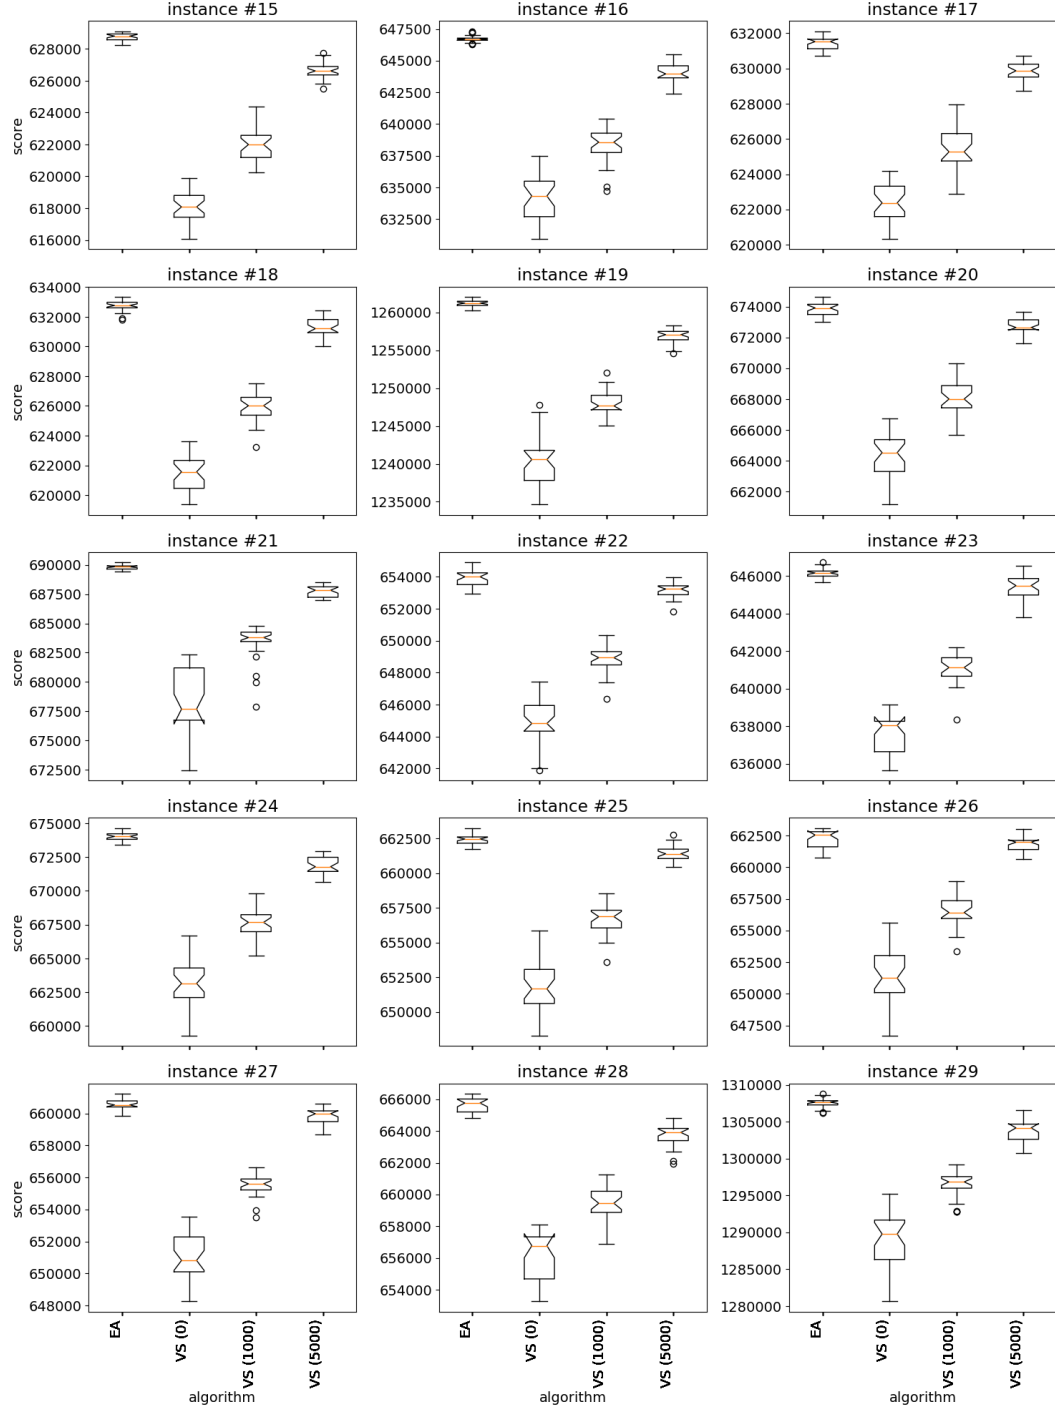 instance #15
score
628000
626000
624000
622000
620000
618000
616000
instance #16
647500
645000
642500
640000
637500
635000
632500
instance #17
632000
630000
628000
626000
624000
622000
620000
instance #18
score
634000
632000
630000
628000
626000
624000
622000
620000
instance #19
1260000
1255000
1250000
1245000
1240000
1235000
instance #20
674000
672000
670000
668000
666000
664000
662000
instance #21
score
690000
687500
685000
682500
680000
677500
675000
672500
instance #22
654000
652000
650000
648000
646000
644000
642000
instance #23
646000
644000
642000
640000
638000
636000
instance #24
score
675000
672500
670000
667500
665000
662500
660000
instance #25
662500
660000
657500
655000
652500
650000
instance #26
662500
660000
657500
655000
652500
650000
647500
instance #27
score
660000
658000
656000
654000
652000
650000
648000
EA
VS (0)
VS (1000)
VS (5000)
algorithm
instance #28
666000
664000
662000
660000
658000
656000
654000
EA
VS (0)
VS (1000)
VS (5000)
algorithm
instance #29
1310000
1305000
1300000
1295000
1290000
1285000
1280000
EA
VS (0)
VS (1000)
VS (5000)
algorithm